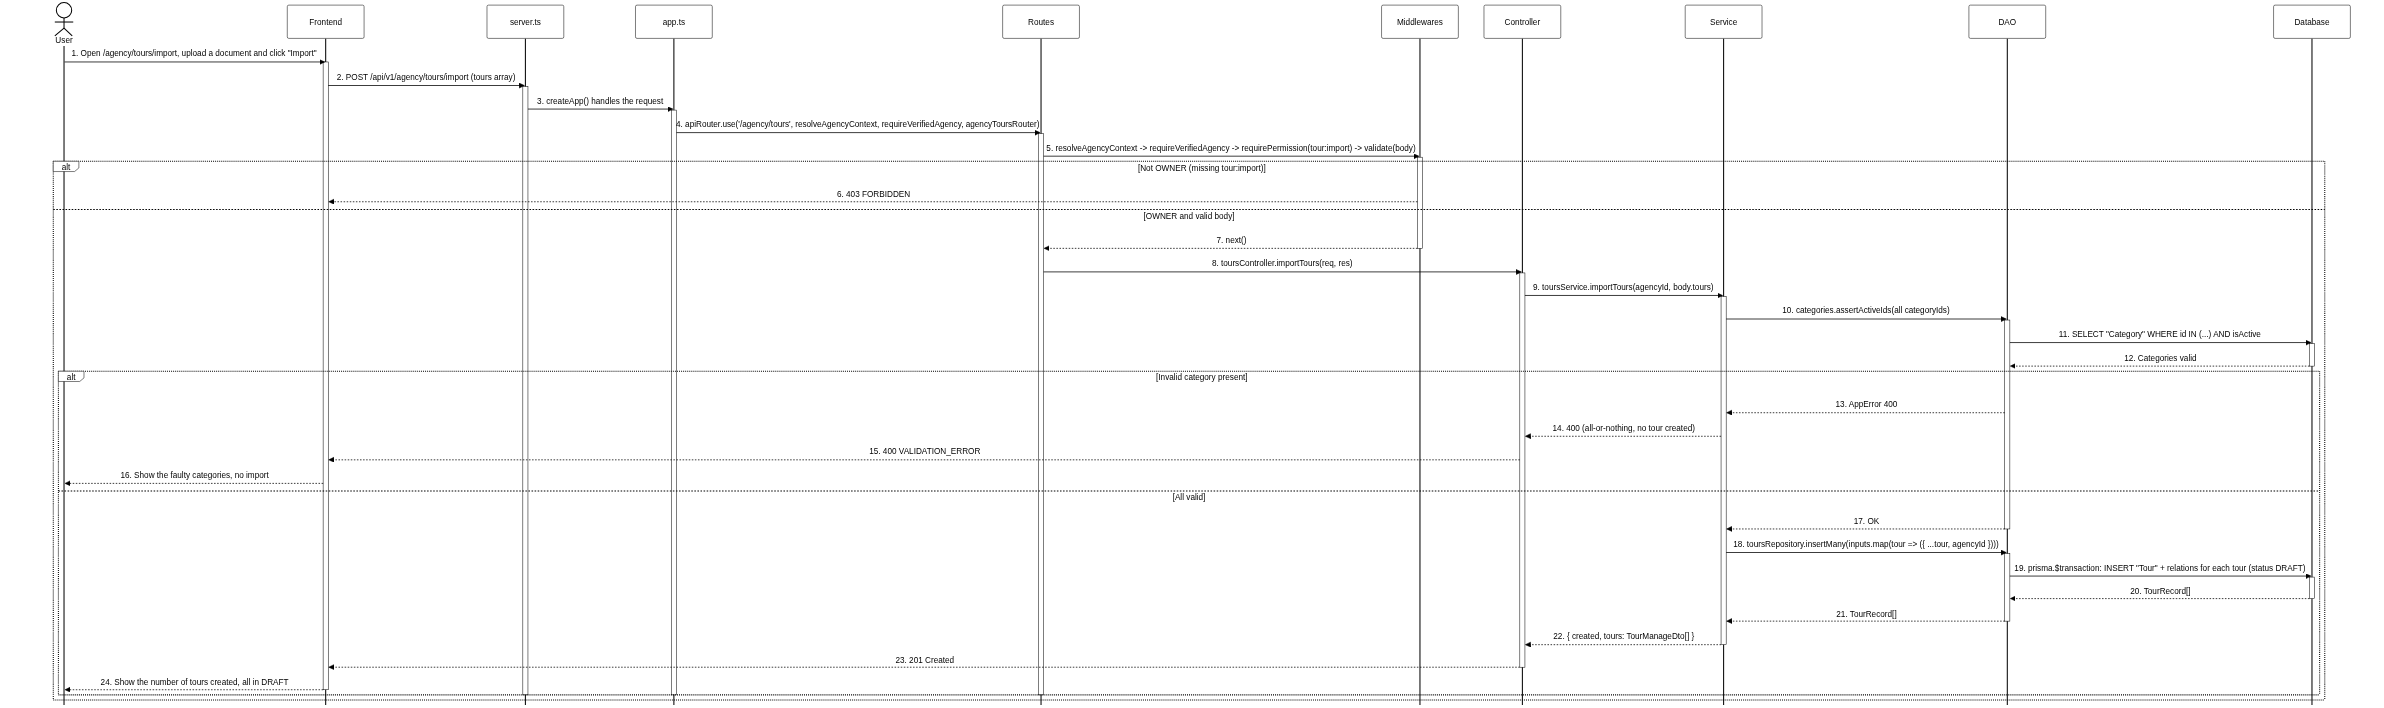 User
Frontend
server.ts
app.ts
Routes
Middlewares
Controller
Service
DAO
Database
1. Open /agency/tours/import, upload a document and click "Import"
2. POST /api/v1/agency/tours/import (tours array)
3. createApp() handles the request
4. apiRouter.use('/agency/tours', resolveAgencyContext, requireVerifiedAgency, agencyToursRouter)
5. resolveAgencyContext -> requireVerifiedAgency -> requirePermission(tour:import) -> validate(body)
alt
[Not OWNER (missing tour:import)]
6. 403 FORBIDDEN
[OWNER and valid body]
7. next()
8. toursController.importTours(req, res)
9. toursService.importTours(agencyId, body.tours)
10. categories.assertActiveIds(all categoryIds)
11. SELECT "Category" WHERE id IN (...) AND isActive
12. Categories valid
alt
[Invalid category present]
13. AppError 400
14. 400 (all-or-nothing, no tour created)
15. 400 VALIDATION_ERROR
16. Show the faulty categories, no import
[All valid]
17. OK
18. toursRepository.insertMany(inputs.map(tour => ({ ...tour, agencyId })))
19. prisma.$transaction: INSERT "Tour" + relations for each tour (status DRAFT)
20. TourRecord[]
21. TourRecord[]
22. { created, tours: TourManageDto[] }
23. 201 Created
24. Show the number of tours created, all in DRAFT